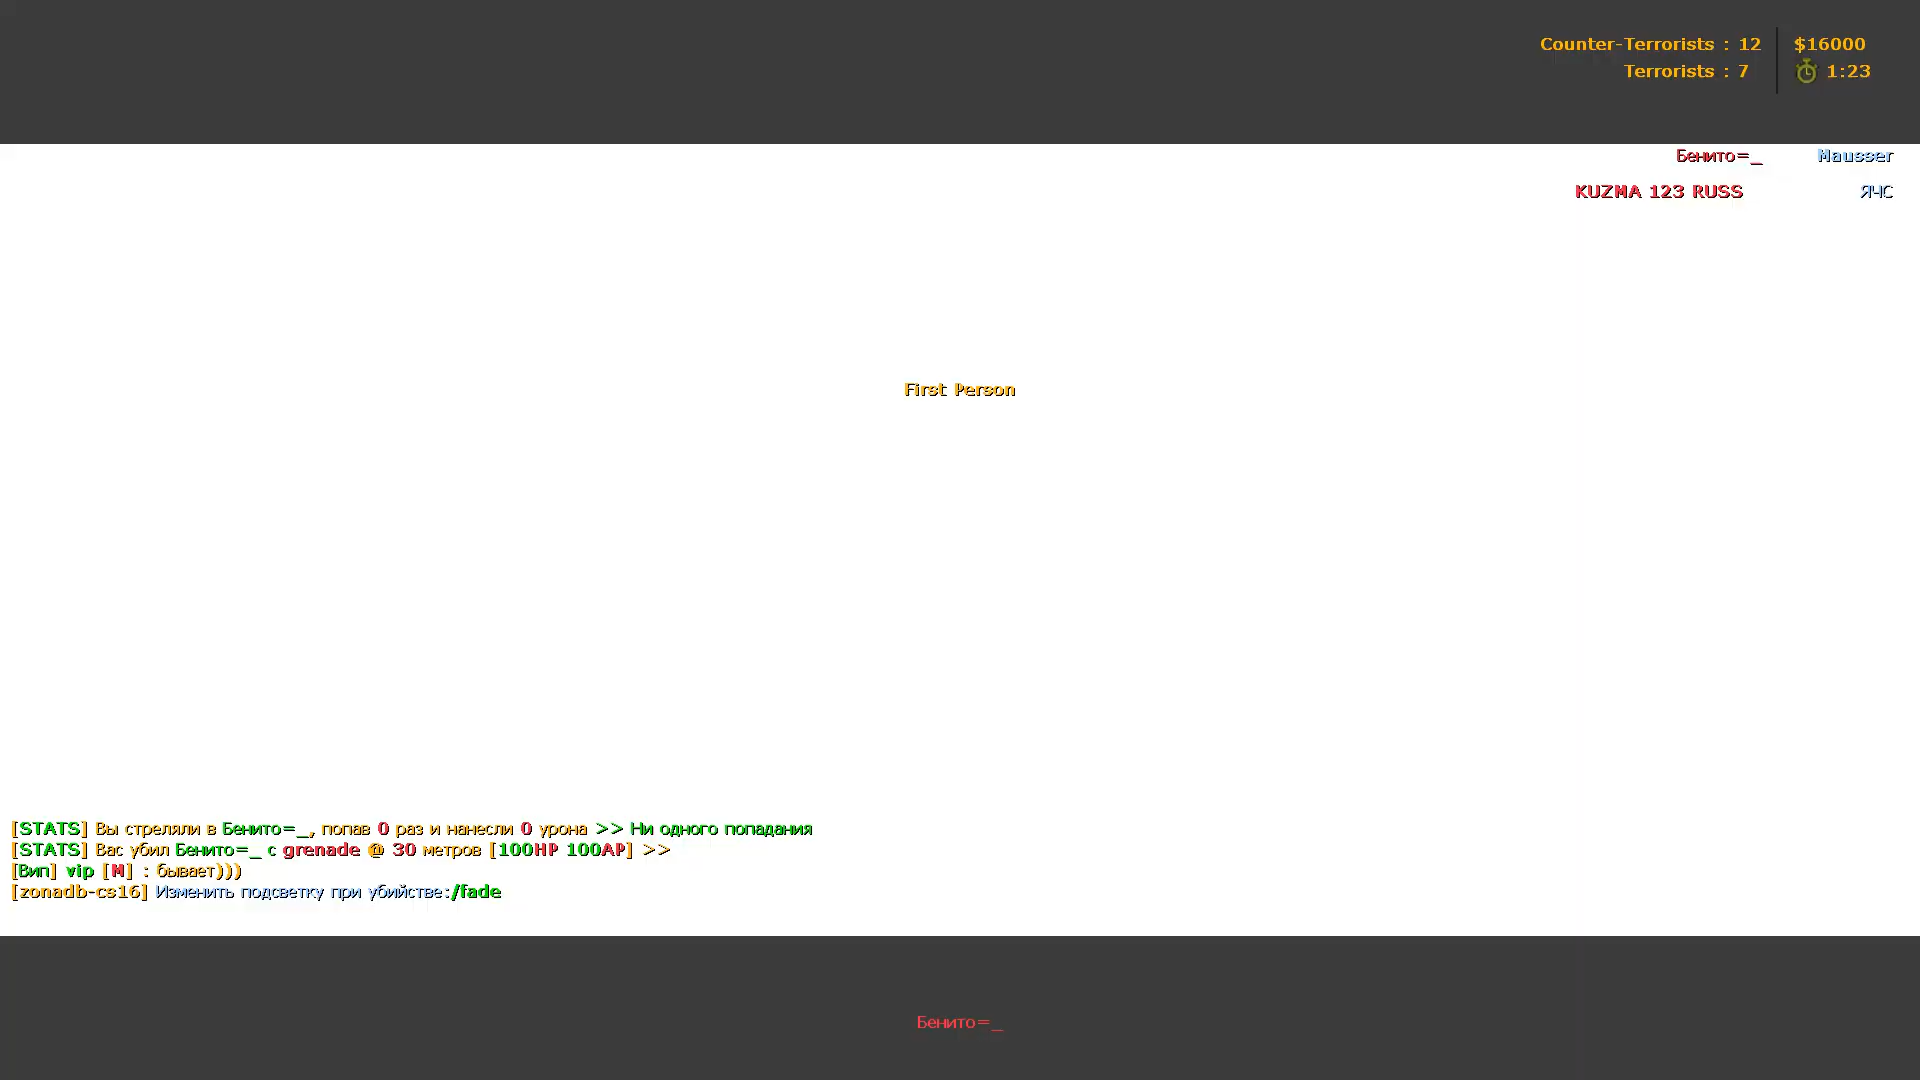 Counter-Terrorists : 12
$16000
Terrorists : 7
1:23
Бенито=_ Mausser
KUZMA 123 RUSS ЯЧС
First Person
[STATS] Вы стреляли в Бенито=_, попав 0 раз и нанесли 0 урона >> Ни одного попадания
[STATS] Вас убил Бенито=_ с grenade @ 30 метров [100HP 100AP] >>
[Вип] vip [M] : бывает)))
[zonadb-cs16] Изменить подсветку при убийстве:/fade
Бенито=_